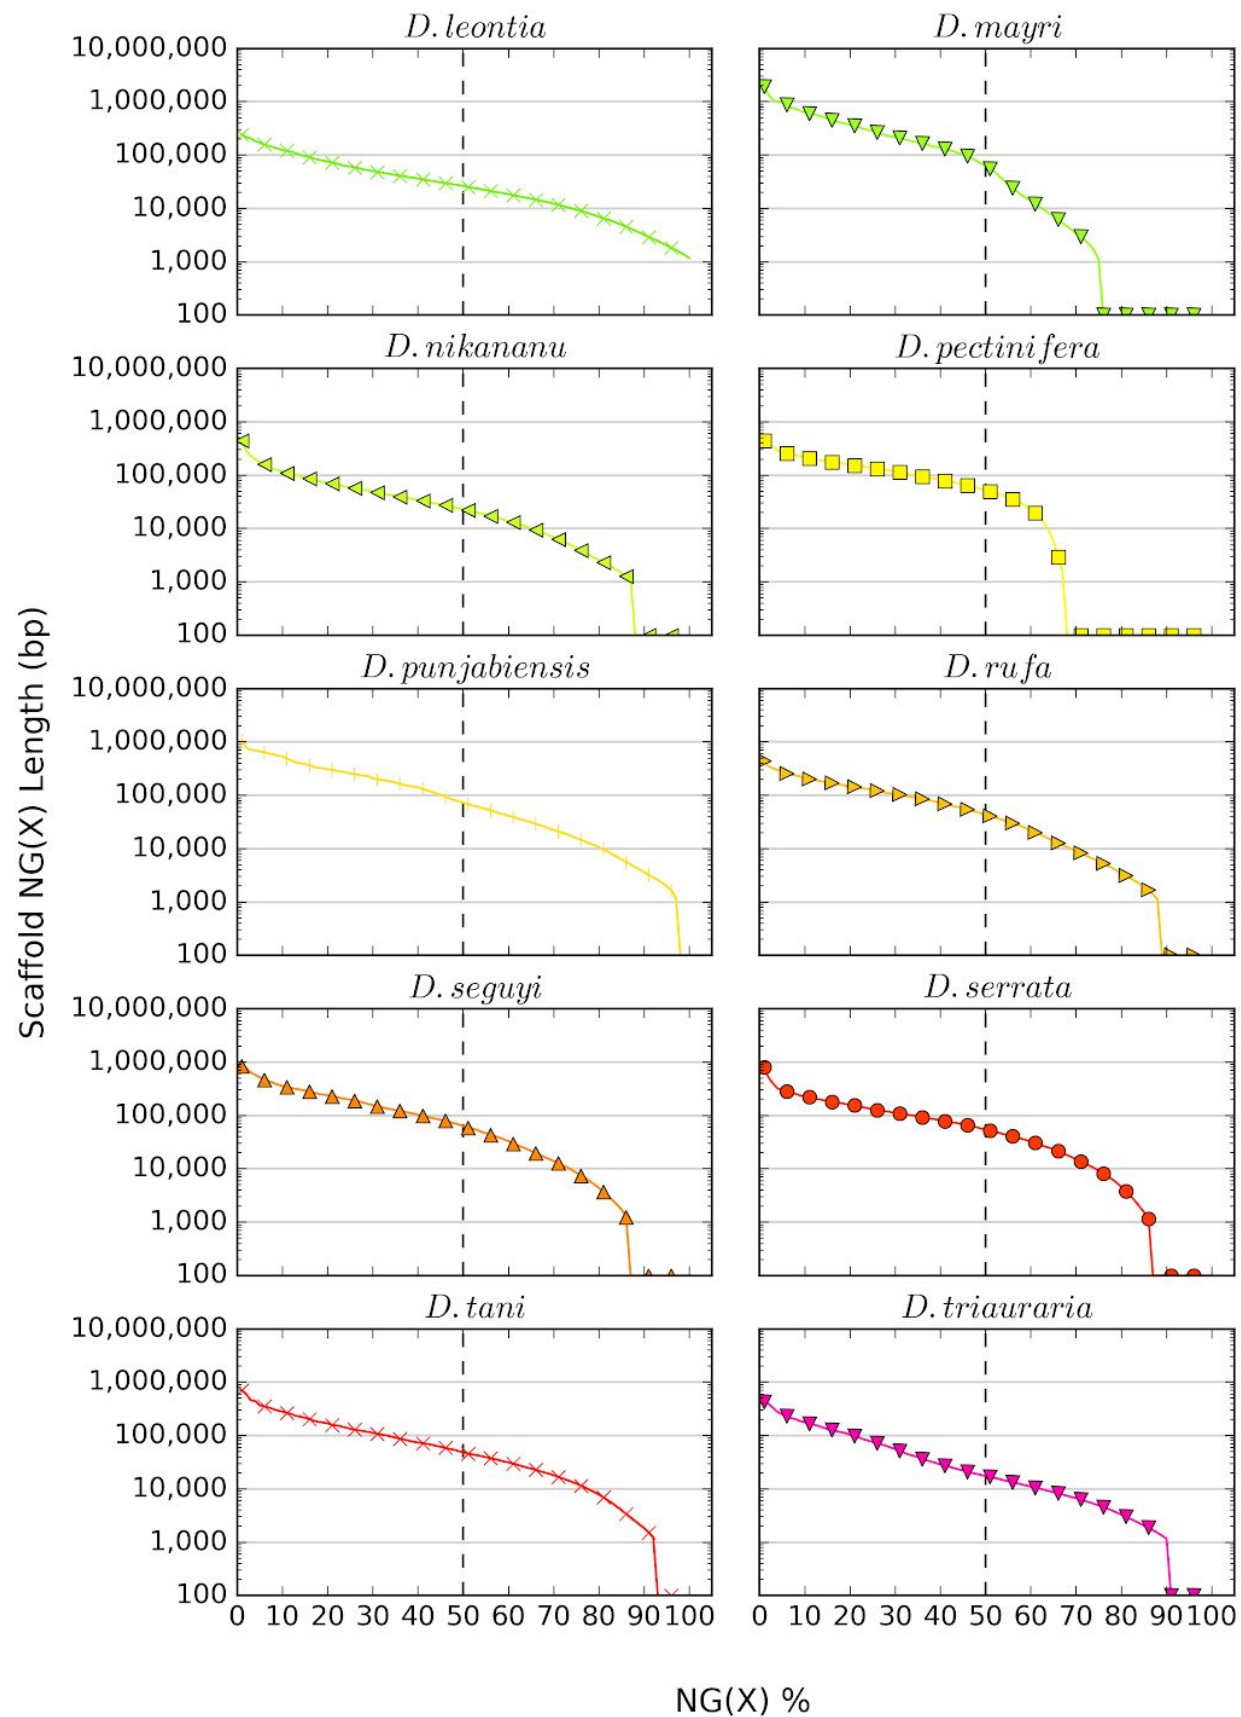 D. leontia
D. mayri
10,000,000
1,000,000
100,000
10,000
1,000
100
D. nikananu
D. pectinifera
10,000,000
1,000,000
100,000
10,000
1,000
100
D. punjabiensis
D. rufa
10,000,000
1,000,000
100,000
10,000
1,000
100
D. seguyi
D. serrata
10,000,000
1,000,000
100,000
10,000
1,000
100
D. tani
D. triauraria
10,000,000
1,000,000
100,000
10,000
1,000
100
0 10 20 30 40 50 60 70 80 90 100
0 10 20 30 40 50 60 70 80 90 100
Scaffold NG(X) Length (bp)
NG(X) %